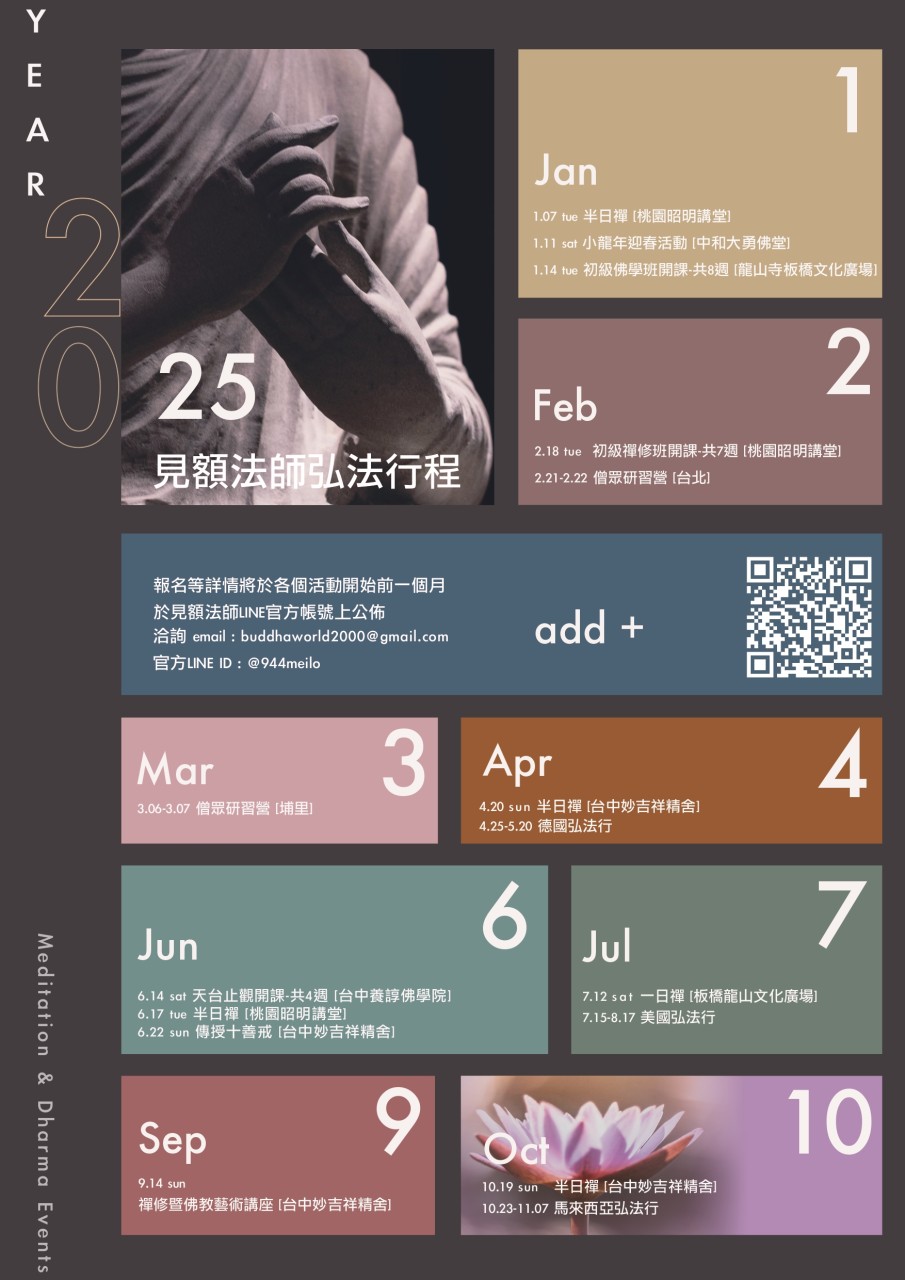 YEAR
20
25
見額法師弘法行程
1
Jan
1.07 tue 半日禪 [桃園昭明講堂]
1.11 sat 小龍年迎春活動 [中和大勇佛堂]
1.14 tue 初級佛學班開課-共8週 [龍山寺板橋文化廣場]
2
Feb
2.18 tue 初級禪修班開課-共7週 [桃園昭明講堂]
2.21-2.22 僧眾研習營 [台北]
報名等詳情將於各個活動開始前一個月
於見額法師LINE官方帳號上公佈
洽詢 email : buddhaworld2000@gmail.com
官方LINE ID : @944meilo
add +
3
Mar
3.06-3.07 僧眾研習營 [埔里]
4
Apr
4.20 sun 半日禪 [台中妙吉祥精舍]
4.25-5.20 德國弘法行
6
Jun
6.14 sat 天台止觀開課-共4週 [台中養諄佛學院]
6.17 tue 半日禪 [桃園昭明講堂]
6.22 sun 傳授十善戒 [台中妙吉祥精舍]
7
Jul
7.12 sat 一日禪 [板橋龍山文化廣場]
7.15-8.17 美國弘法行
9
Sep
9.14 sun
禪修暨佛教藝術講座 [台中妙吉祥精舍]
10
Oct
10.19 sun 半日禪 [台中妙吉祥精舍]
10.23-11.07 馬來西亞弘法行
Meditation & Dharma Events